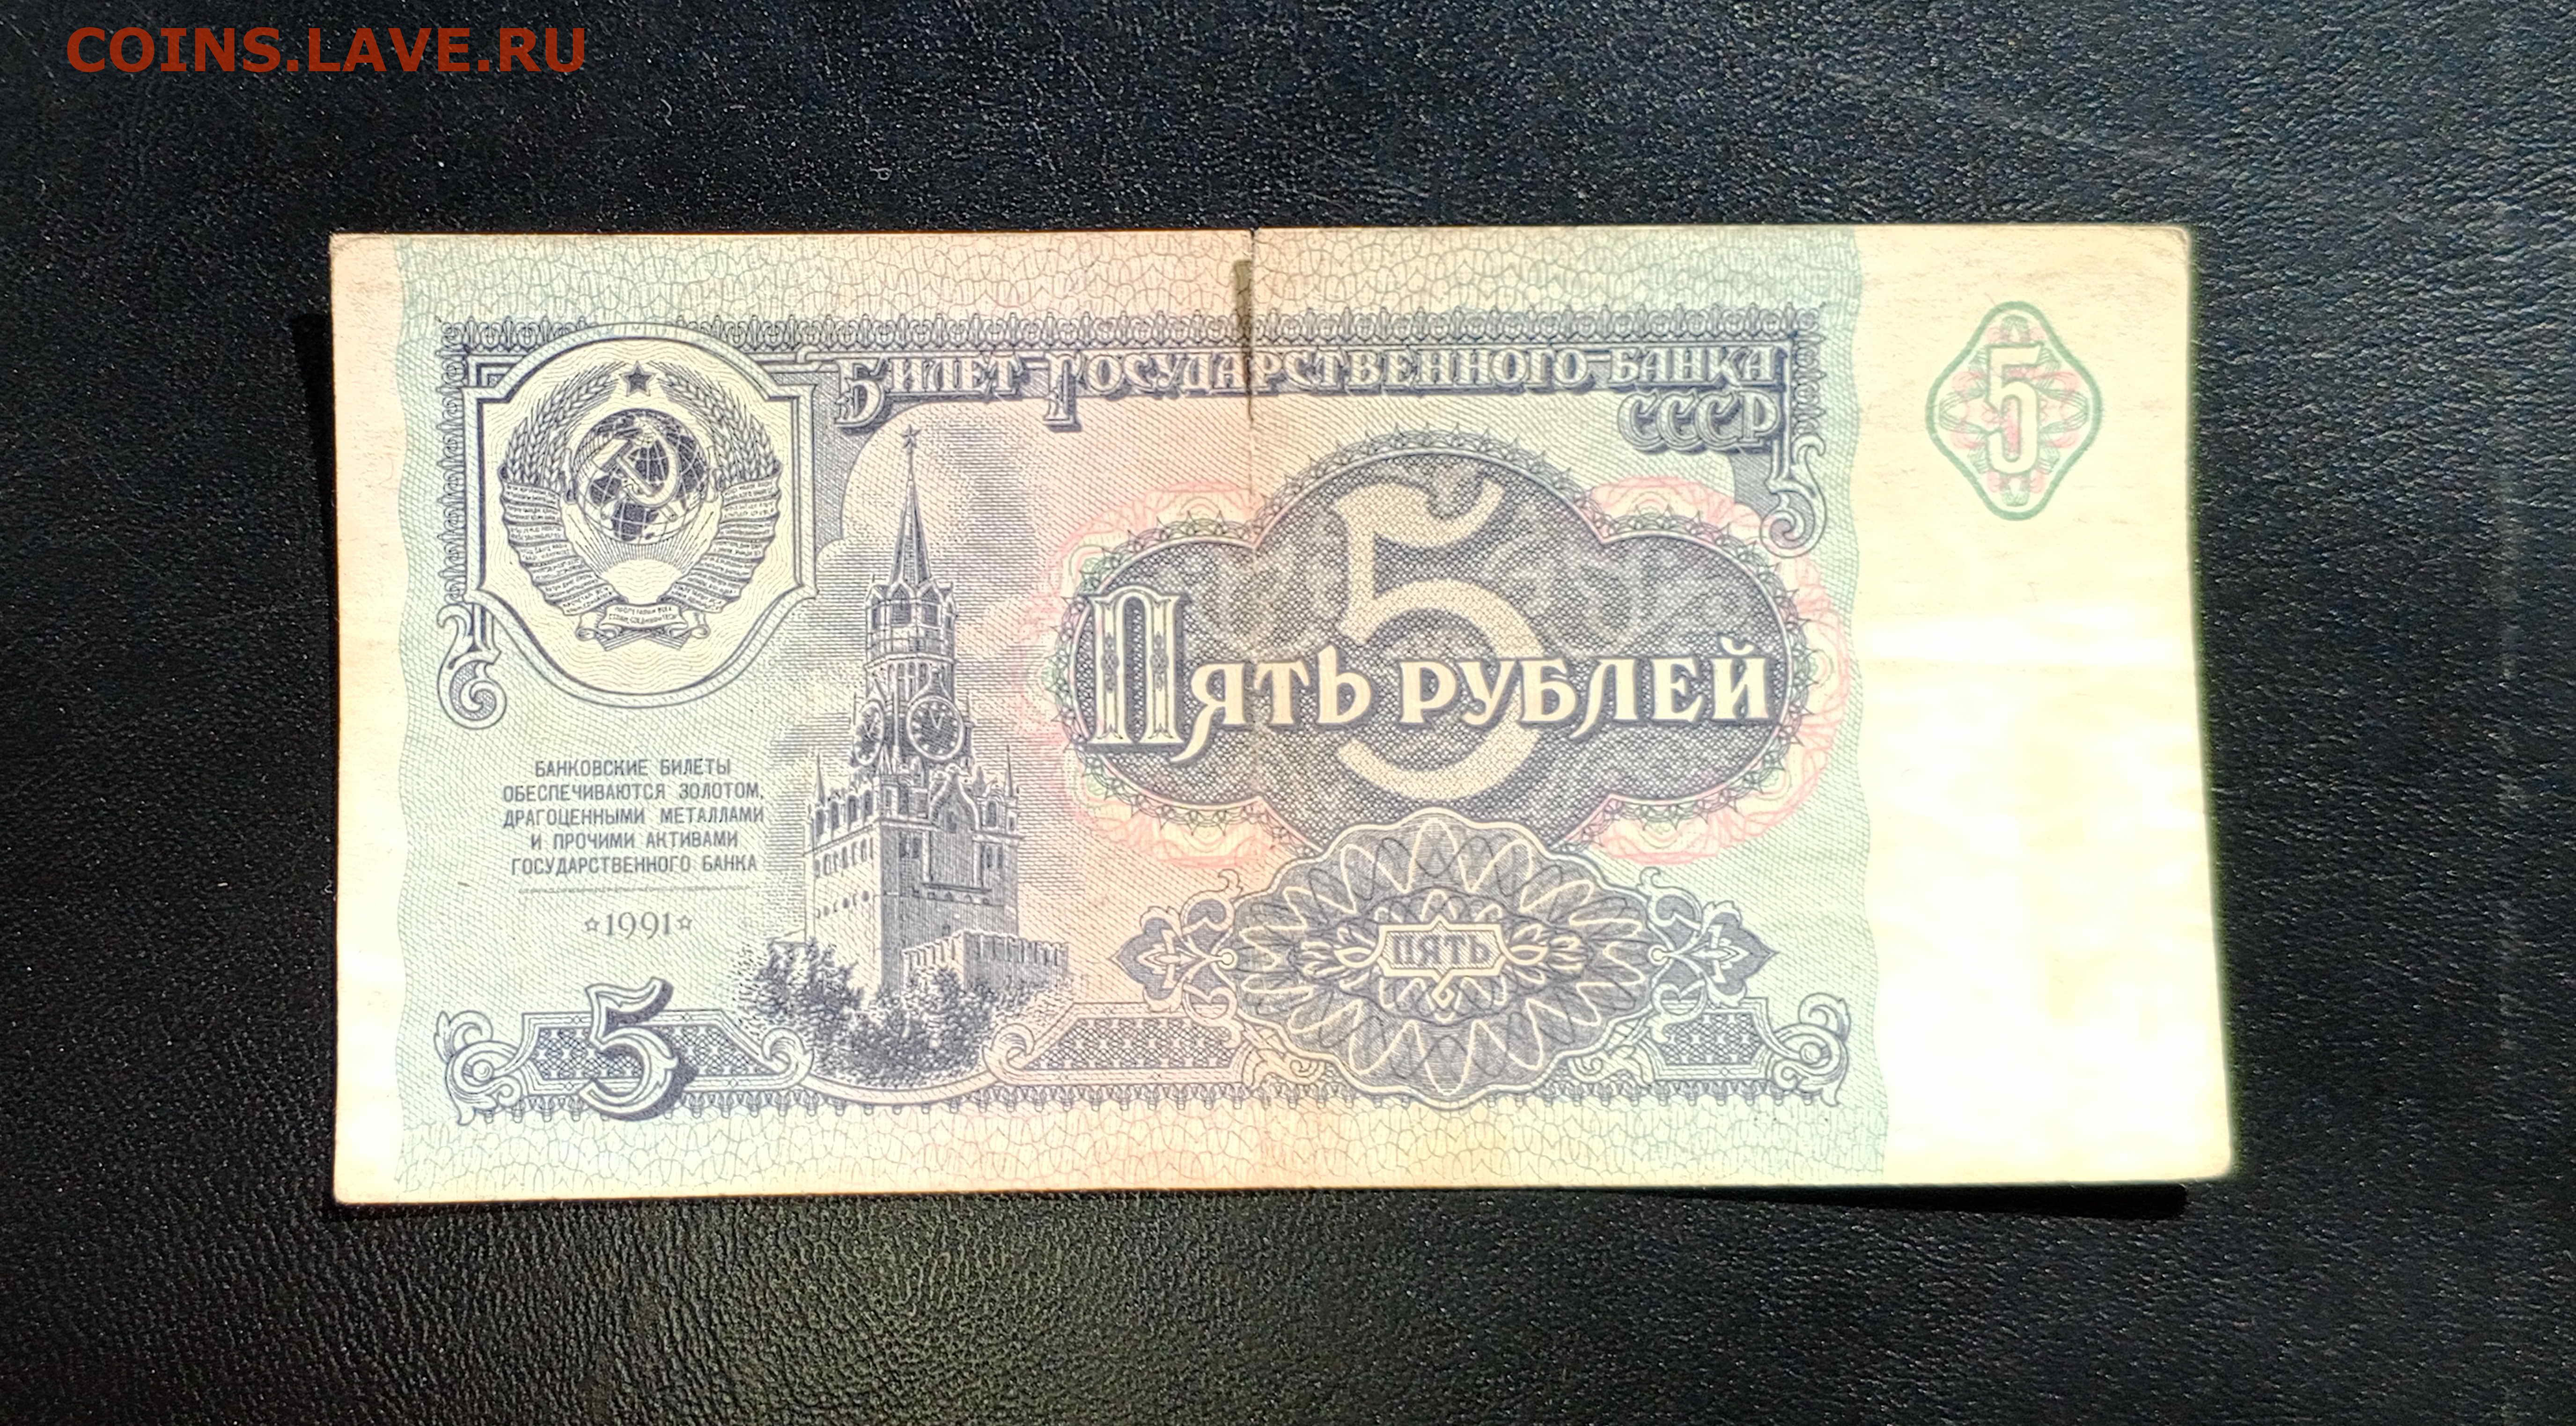 COINS.LAVE.RU
БИЛЕТ ГОСУДАРСТВЕННОГО БАНКА
СССР
5
5
ПЯТЬ РУБЛЕЙ
БАНКОВСКИЕ БИЛЕТЫ
ОБЕСПЕЧИВАЮТСЯ ЗОЛОТОМ,
ДРАГОЦЕННЫМИ МЕТАЛЛАМИ
И ПРОЧИМИ АКТИВАМИ
ГОСУДАРСТВЕННОГО БАНКА
☆1991☆
ПЯТЬ
5